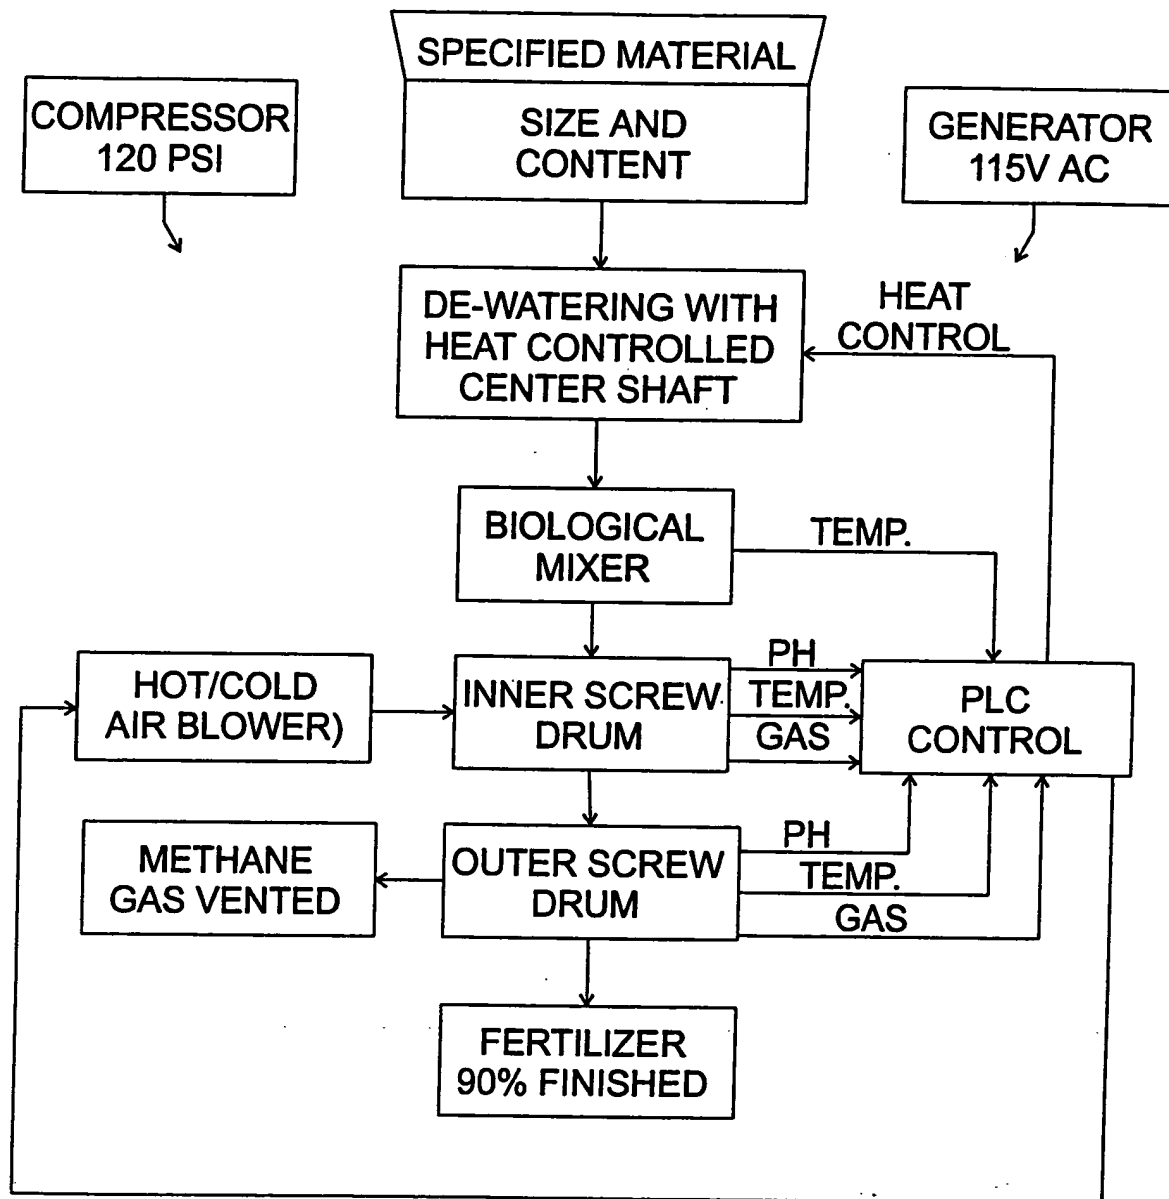 SPECIFIED MATERIAL
COMPRESSOR
120 PSI
SIZE AND
CONTENT
GENERATOR
115V AC
DE-WATERING WITH
HEAT CONTROLLED
CENTER SHAFT
HEAT
CONTROL
BIOLOGICAL
MIXER
TEMP.
HOT/COLD
AIR BLOWER)
INNER SCREW
DRUM
PH
TEMP.
GAS
PLC
CONTROL
METHANE
GAS VENTED
OUTER SCREW
DRUM
PH
TEMP.
GAS
FERTILIZER
90% FINISHED